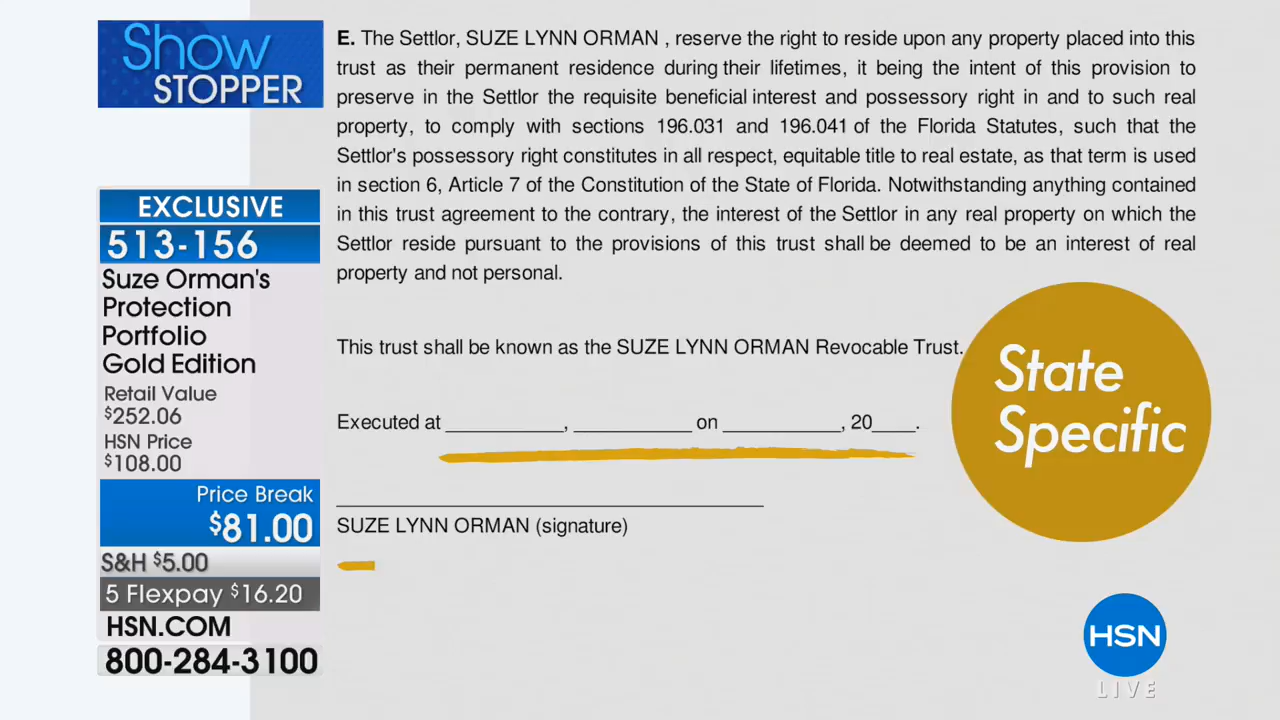 Show
STOPPER
EXCLUSIVE
513-156
Suze Orman's
Protection
Portfolio
Gold Edition
Retail Value
$252.06
HSN Price
$108.00
Price Break
$81.00
S&H $5.00
5 Flexpay $16.20
HSN.COM
800-284-3100
E. The Settlor, SUZE LYNN ORMAN , reserve the right to reside upon any property placed into this
trust as their permanent residence during their lifetimes, it being the intent of this provision to
preserve in the Settlor the requisite beneficial interest and possessory right in and to such real
property, to comply with sections 196.031 and 196.041 of the Florida Statutes, such that the
Settlor's possessory right constitutes in all respect, equitable title to real estate, as that term is used
in section 6, Article 7 of the Constitution of the State of Florida. Notwithstanding anything contained
in this trust agreement to the contrary, the interest of the Settlor in any real property on which the
Settlor reside pursuant to the provisions of this trust shall be deemed to be an interest of real
property and not personal.
This trust shall be known as the SUZE LYNN ORMAN Revocable Trust.
Executed at ___________, ___________ on ___________, 20____.
SUZE LYNN ORMAN (signature)
State
Specific
HSN
LIVE